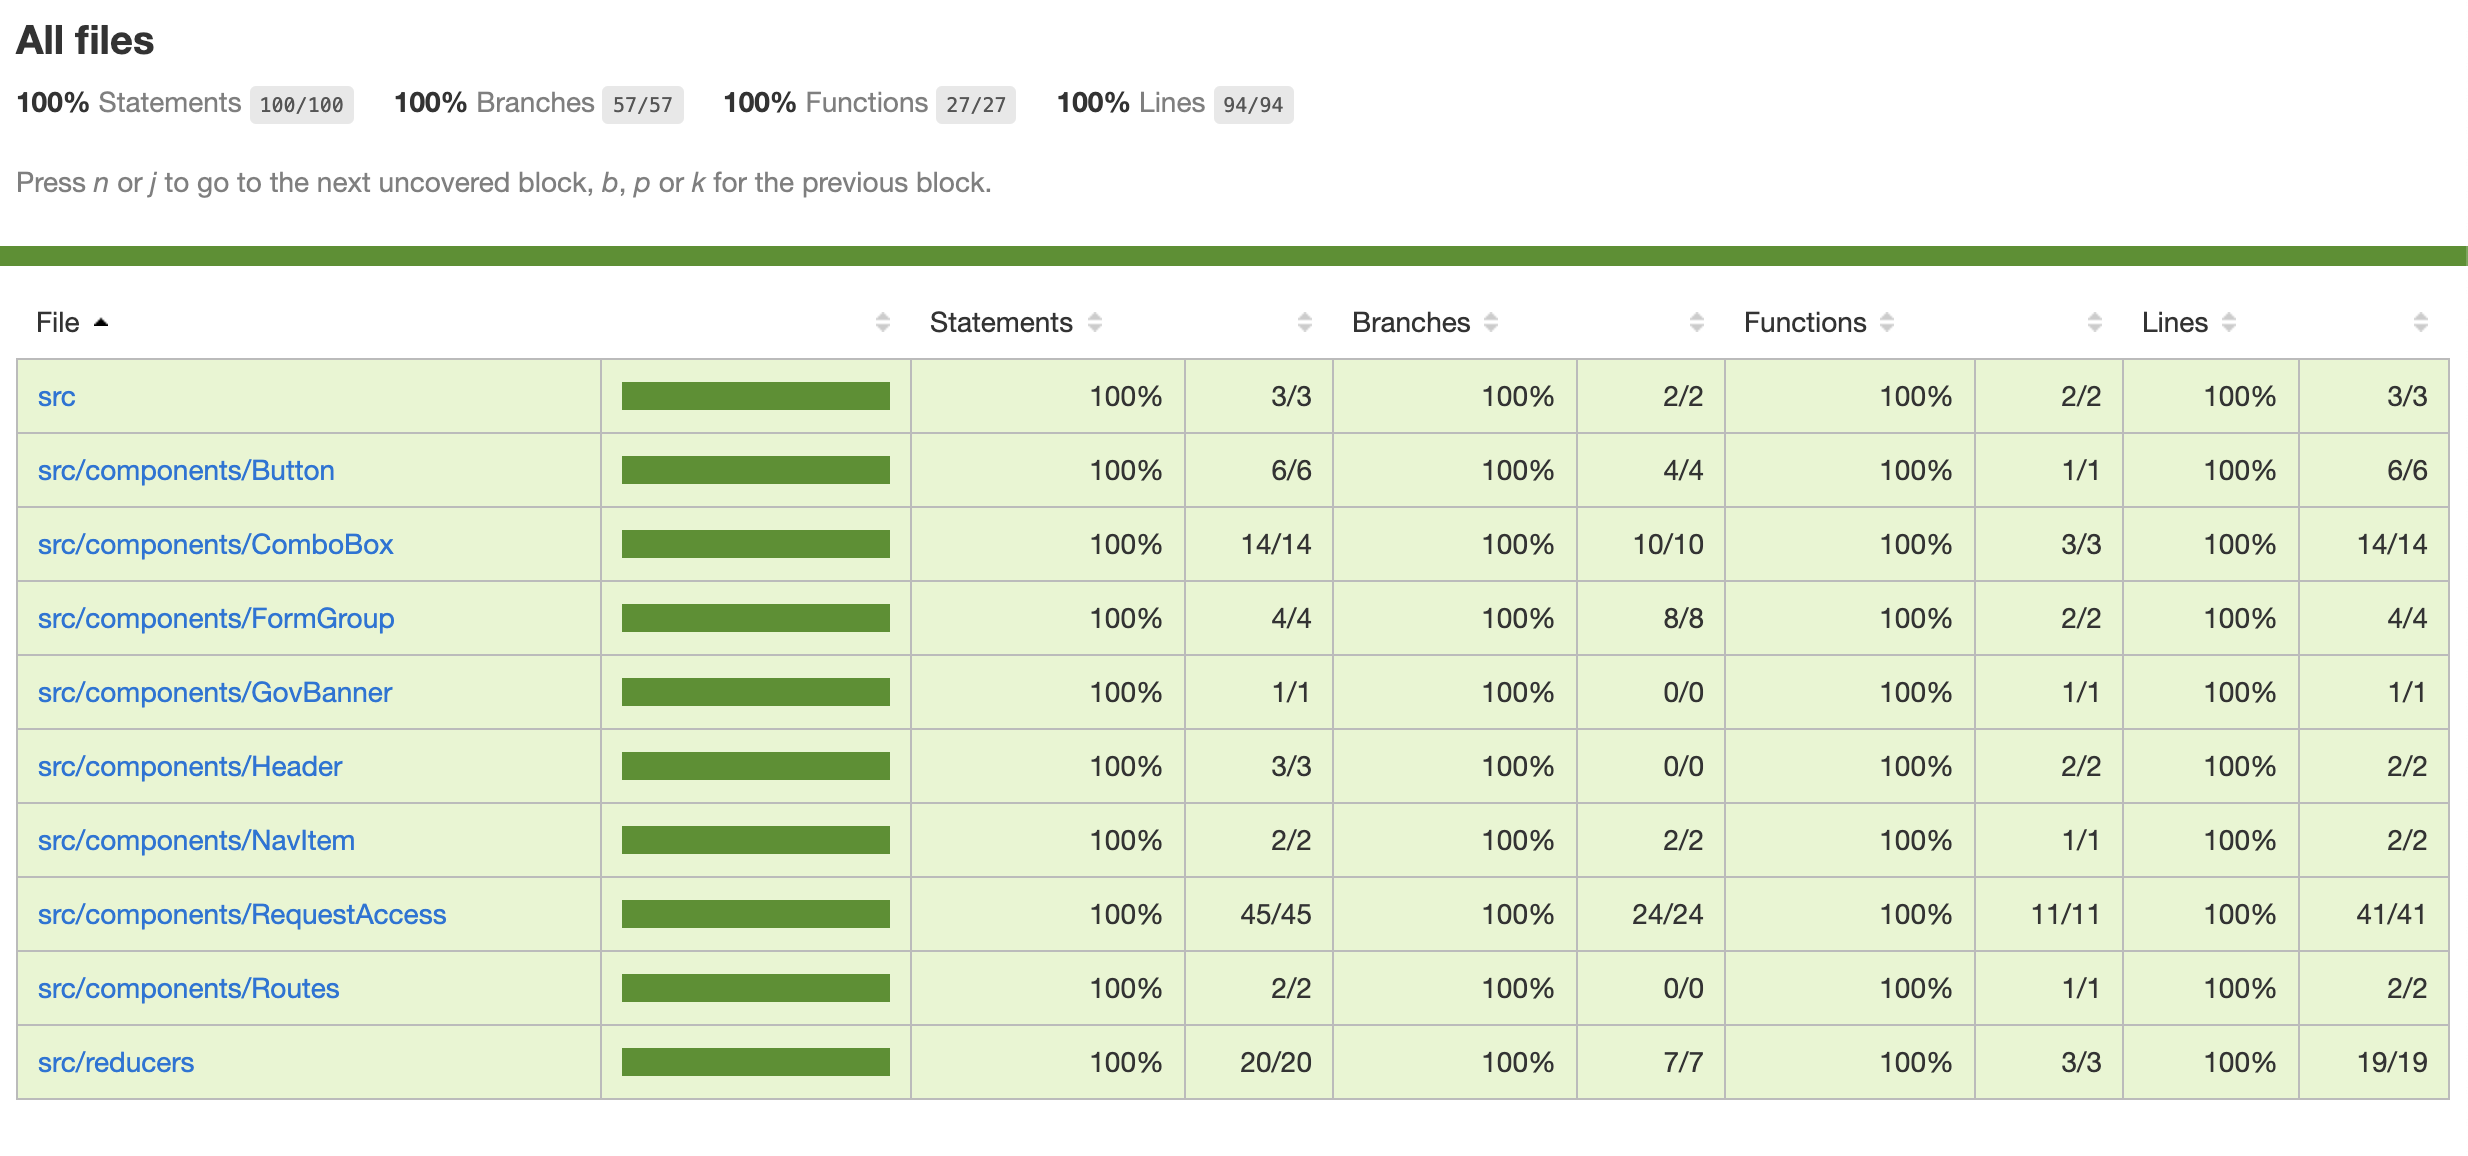 All files
100% Statements 100/100 100% Branches 57/57 100% Functions 27/27 100% Lines 94/94
Press n or j to go to the next uncovered block, b, p or k for the previous block.
File Statements Branches Functions Lines
src 100% 3/3 100% 2/2 100% 2/2 100% 3/3
src/components/Button 100% 6/6 100% 4/4 100% 1/1 100% 6/6
src/components/ComboBox 100% 14/14 100% 10/10 100% 3/3 100% 14/14
src/components/FormGroup 100% 4/4 100% 8/8 100% 2/2 100% 4/4
src/components/GovBanner 100% 1/1 100% 0/0 100% 1/1 100% 1/1
src/components/Header 100% 3/3 100% 0/0 100% 2/2 100% 2/2
src/components/NavItem 100% 2/2 100% 2/2 100% 1/1 100% 2/2
src/components/RequestAccess 100% 45/45 100% 24/24 100% 11/11 100% 41/41
src/components/Routes 100% 2/2 100% 0/0 100% 1/1 100% 2/2
src/reducers 100% 20/20 100% 7/7 100% 3/3 100% 19/19